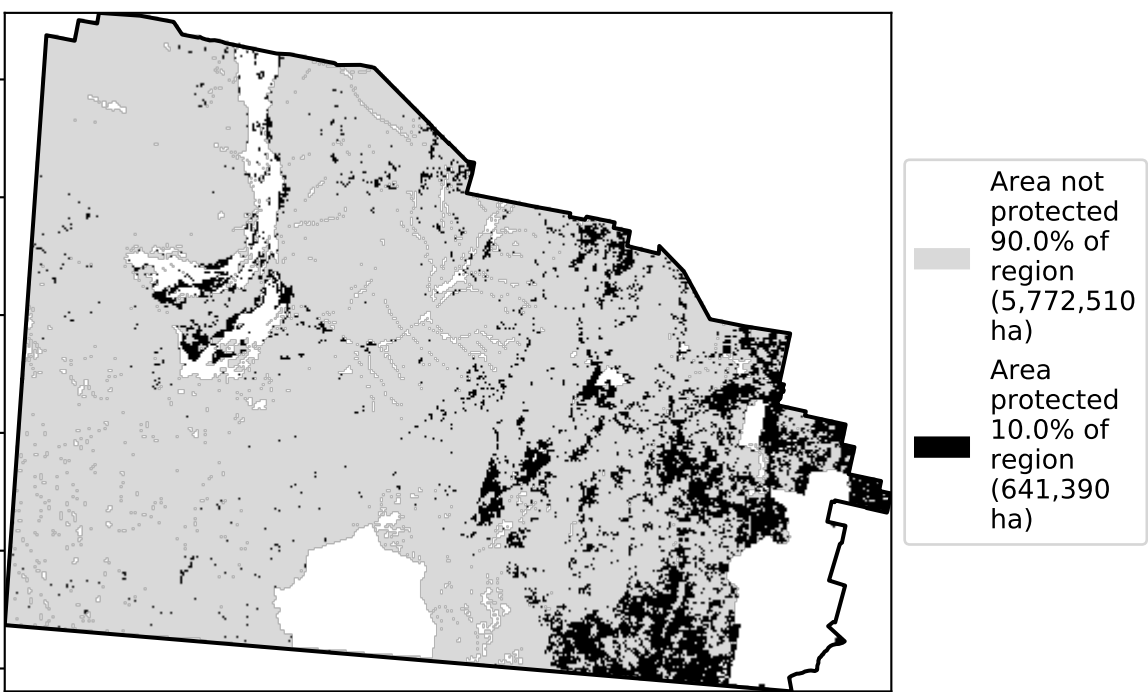 Area not
protected
90.0% of
region
(5,772,510
ha)
Area
protected
10.0% of
region
(641,390
ha)